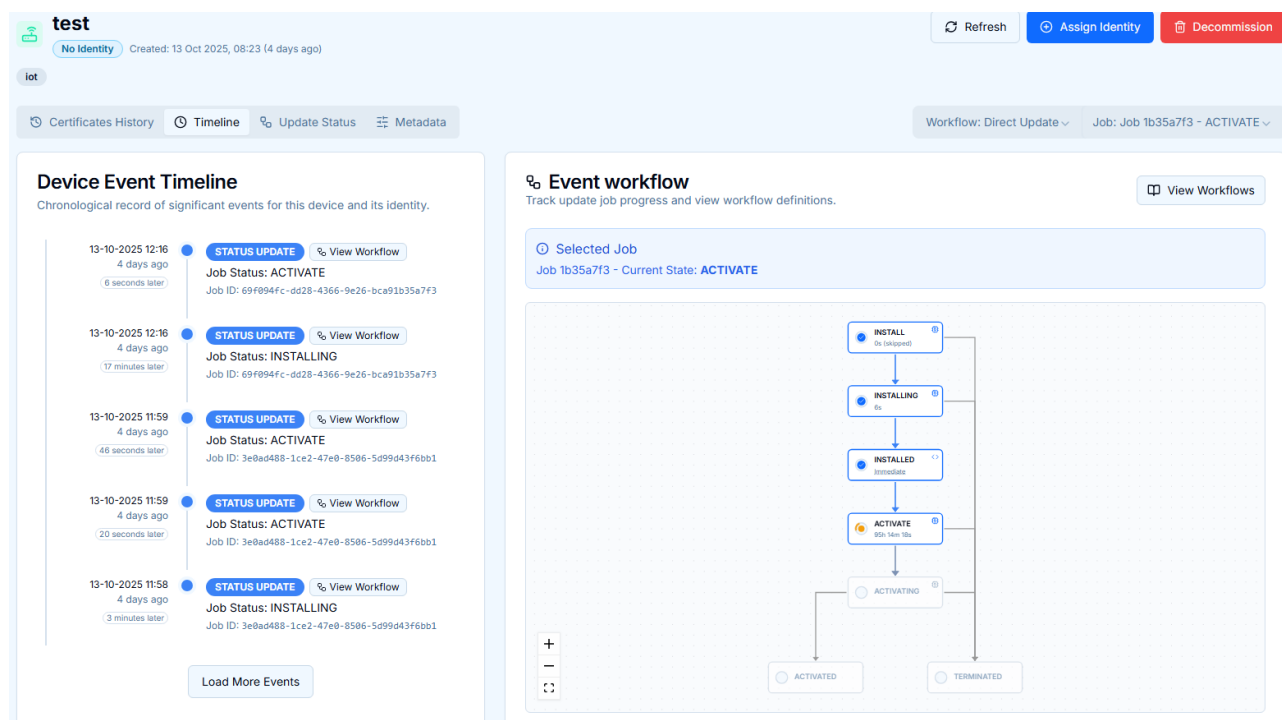 test
Refresh
Assign Identity
Decommission
No Identity
Created: 13 Oct 2025, 08:23 (4 days ago)
iot
Certificates History
Timeline
Update Status
Metadata
Workflow: Direct Update
Job: Job 1b35a7f3 - ACTIVATE
Device Event Timeline
Chronological record of significant events for this device and its identity.
13-10-2025 12:16
4 days ago
6 seconds later
STATUS UPDATE
View Workflow
Job Status: ACTIVATE
Job ID: 69f094fc-dd28-4366-9e26-bca91b35a7f3
13-10-2025 12:16
4 days ago
17 minutes later
STATUS UPDATE
View Workflow
Job Status: INSTALLING
Job ID: 69f094fc-dd28-4366-9e26-bca91b35a7f3
13-10-2025 11:59
4 days ago
46 seconds later
STATUS UPDATE
View Workflow
Job Status: ACTIVATE
Job ID: 3e0ad488-1ce2-47e0-8506-5d99d43f6bb1
13-10-2025 11:59
4 days ago
20 seconds later
STATUS UPDATE
View Workflow
Job Status: ACTIVATE
Job ID: 3e0ad488-1ce2-47e0-8506-5d99d43f6bb1
13-10-2025 11:58
4 days ago
3 minutes later
STATUS UPDATE
View Workflow
Job Status: INSTALLING
Job ID: 3e0ad488-1ce2-47e0-8506-5d99d43f6bb1
Load More Events
Event workflow
Track update job progress and view workflow definitions.
View Workflows
Selected Job
Job 1b35a7f3 - Current State: ACTIVATE
INSTALL
0s (skipped)
INSTALLING
6s
INSTALLED
Immediate
ACTIVATE
95h 14m 18s
ACTIVATING
ACTIVATED
TERMINATED